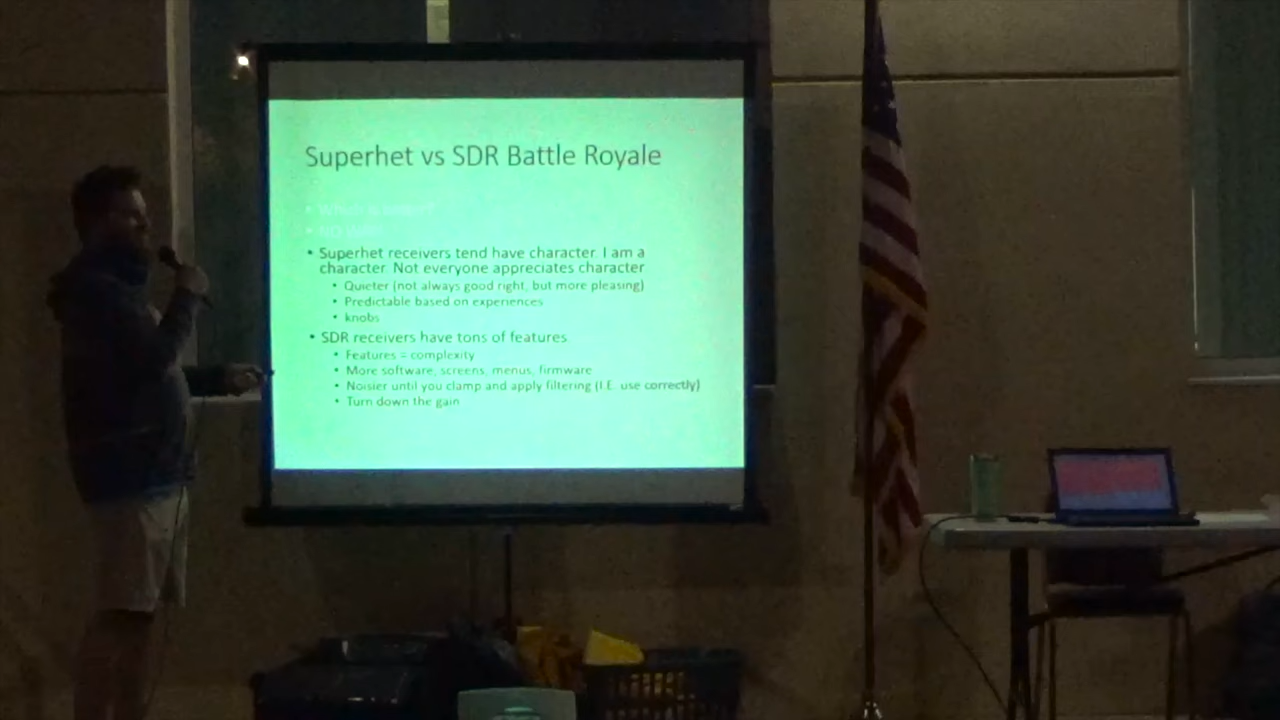 Superhet vs SDR Battle Royale
• Superhet receivers tend have character. I am a
character. Not everyone appreciates character
• Quieter (not always good right, but more pleasing)
• Predictable based on experiences
• knobs
• SDR receivers have tons of features.
• Features = complexity
• More software, screens, menus, firmware
• Noisier until you clamp and apply filtering (I.E. use correctly)
• Turn down the gain